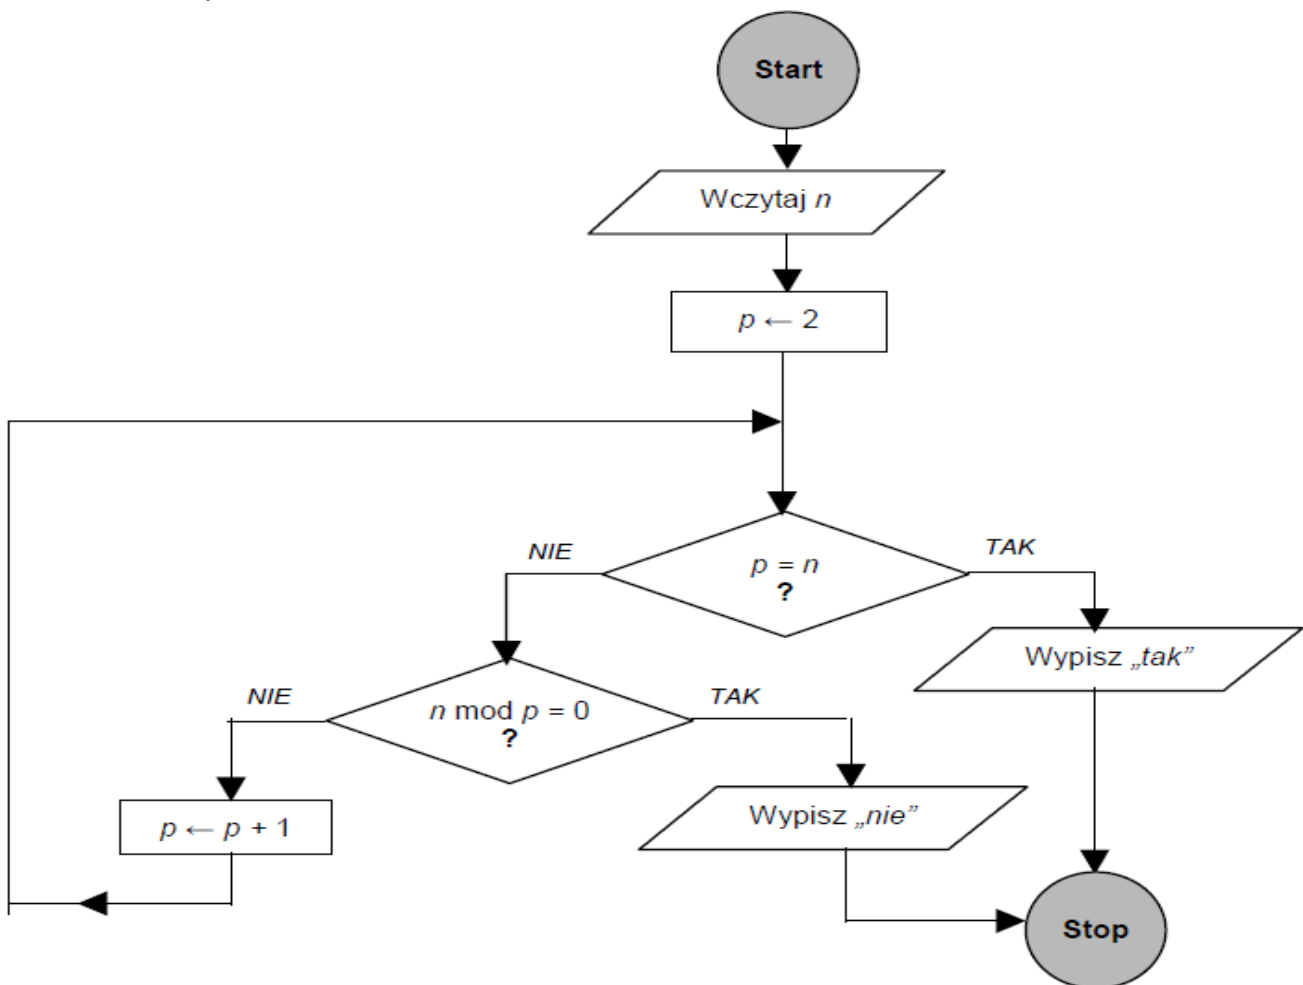 Start
Wczytaj n
p ← 2
p = n
?
NIE
TAK
Wypisz „tak”
n mod p = 0
?
NIE
TAK
p ← p + 1
Wypisz „nie”
Stop